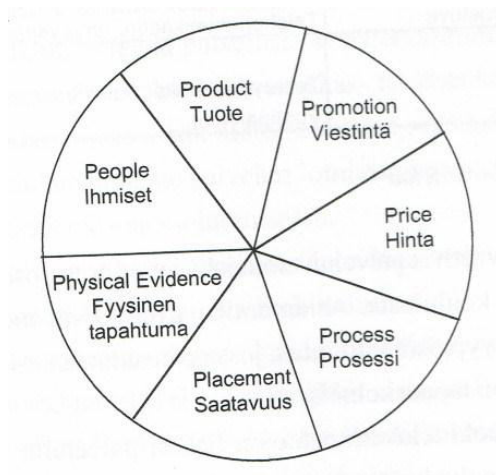 Product
Tuote
Promotion
Viestintä
Price
Hinta
Process
Prosessi
Placement
Saatavuus
Physical Evidence
Fyysinen
tapahtuma
People
Ihmiset